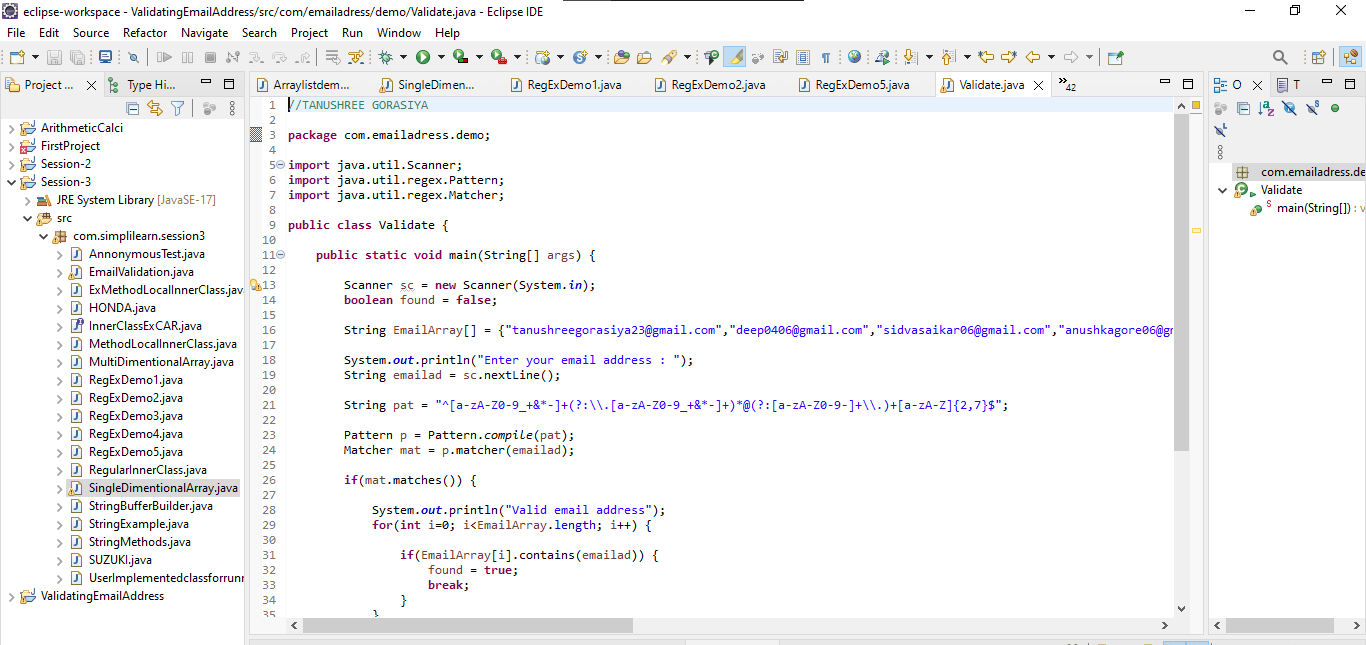 eclipse-workspace - ValidatingEmailAddress/src/com/emailadress/demo/Validate.java - Eclipse IDE
File Edit Source Refactor Navigate Search Project Run Window Help
Project ... Type Hi...
ArithmeticCalci
FirstProject
Session-2
Session-3
JRE System Library [JavaSE-17]
src
com.simplilearn.session3
AnnonymousTest.java
EmailValidation.java
ExMethodLocalInnerClass.jav
HONDA.java
InnerClassExCAR.java
MethodLocalInnerClass.java
MultiDimentionalArray.java
RegExDemo1.java
RegExDemo2.java
RegExDemo3.java
RegExDemo4.java
RegExDemo5.java
RegularInnerClass.java
SingleDimentionalArray.java
StringBufferBuilder.java
StringExample.java
StringMethods.java
SUZUKI.java
UserImplementedclassforrunn
ValidatingEmailAddress
Arraylistdem... SingleDimen... RegExDemo1.java RegExDemo2.java RegExDemo5.java Validate.java »42
1 //TANUSHREE GORASIYA
2
3 package com.emailadress.demo;
4
5 import java.util.Scanner;
6 import java.util.regex.Pattern;
7 import java.util.regex.Matcher;
8
9 public class Validate {
10
11 public static void main(String[] args) {
12
13 Scanner sc = new Scanner(System.in);
14 boolean found = false;
15
16 String EmailArray[] = {"tanushreegorasiya23@gmail.com","deep0406@gmail.com","sidvasaikar06@gmail.com","anushkagore06@gm
17
18 System.out.println("Enter your email address : ");
19 String emailad = sc.nextLine();
20
21 String pat = "^[a-zA-Z0-9_+&*-]+(?:\\.[a-zA-Z0-9_+&*-]+)*@(?:[a-zA-Z0-9-]+\\.)+[a-zA-Z]{2,7}$";
22
23 Pattern p = Pattern.compile(pat);
24 Matcher mat = p.matcher(emailad);
25
26 if(mat.matches()) {
27
28 System.out.println("Valid email address");
29 for(int i=0; i<EmailArray.length; i++) {
30
31 if(EmailArray[i].contains(emailad)) {
32 found = true;
33 break;
34 }
35 }
O T
com.emailadress.de
Validate
main(String[]) : v